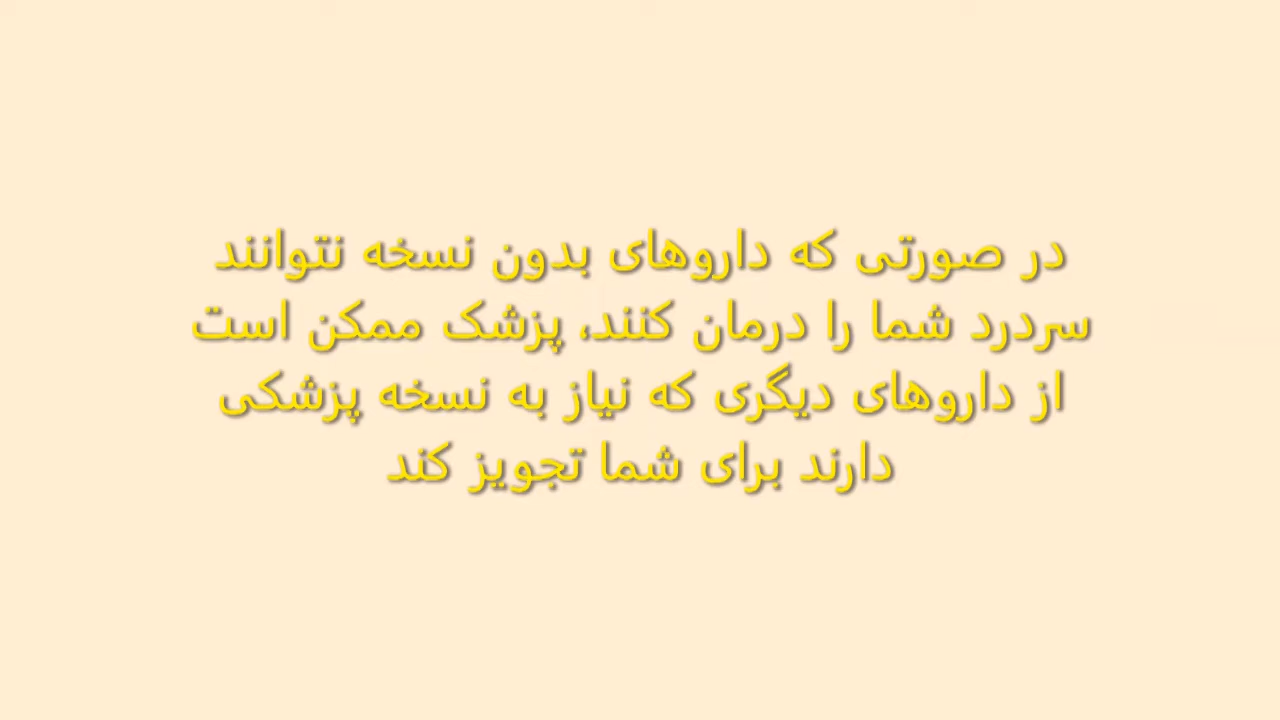 در صورتی که داروهای بدون نسخه نتوانند
سردرد شما را درمان کنند، پزشک ممکن است
از داروهای دیگری که نیاز به نسخه پزشکی
دارند برای شما تجویز کند